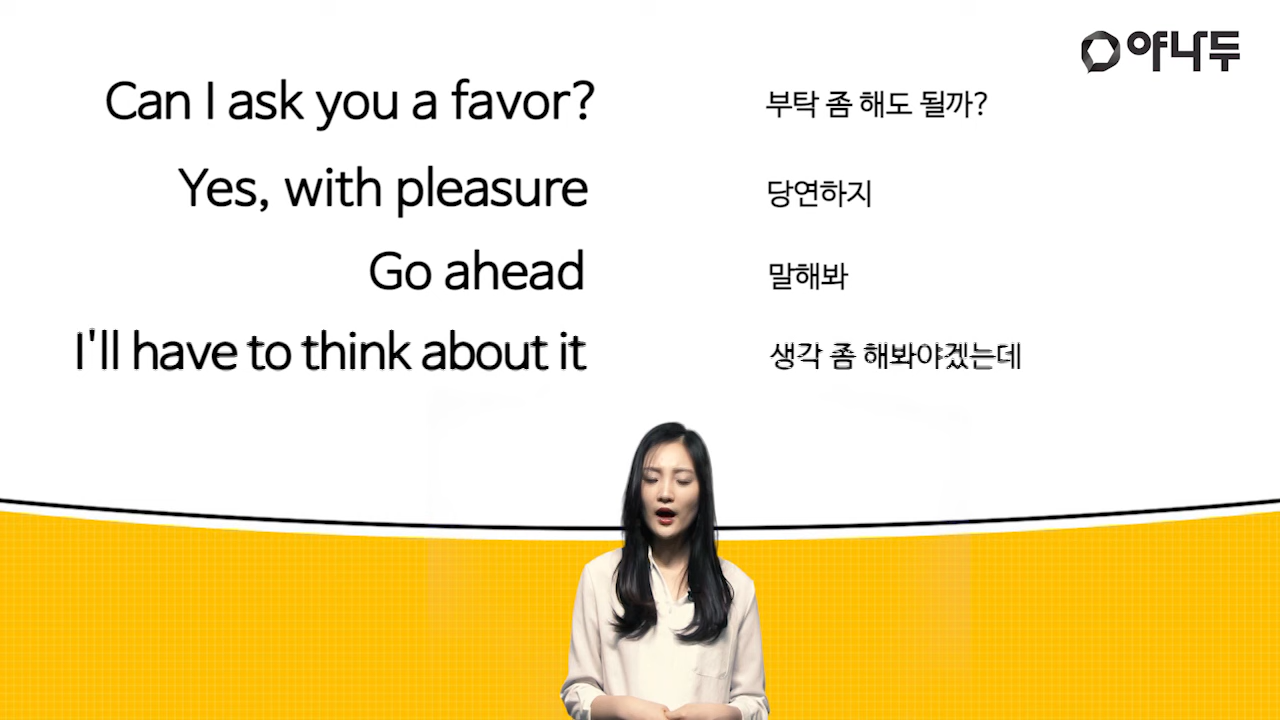 야나두
Can I ask you a favor? 부탁 좀 해도 될까?
Yes, with pleasure 당연하지
Go ahead 말해봐
I'll have to think about it 생각 좀 해봐야겠는데